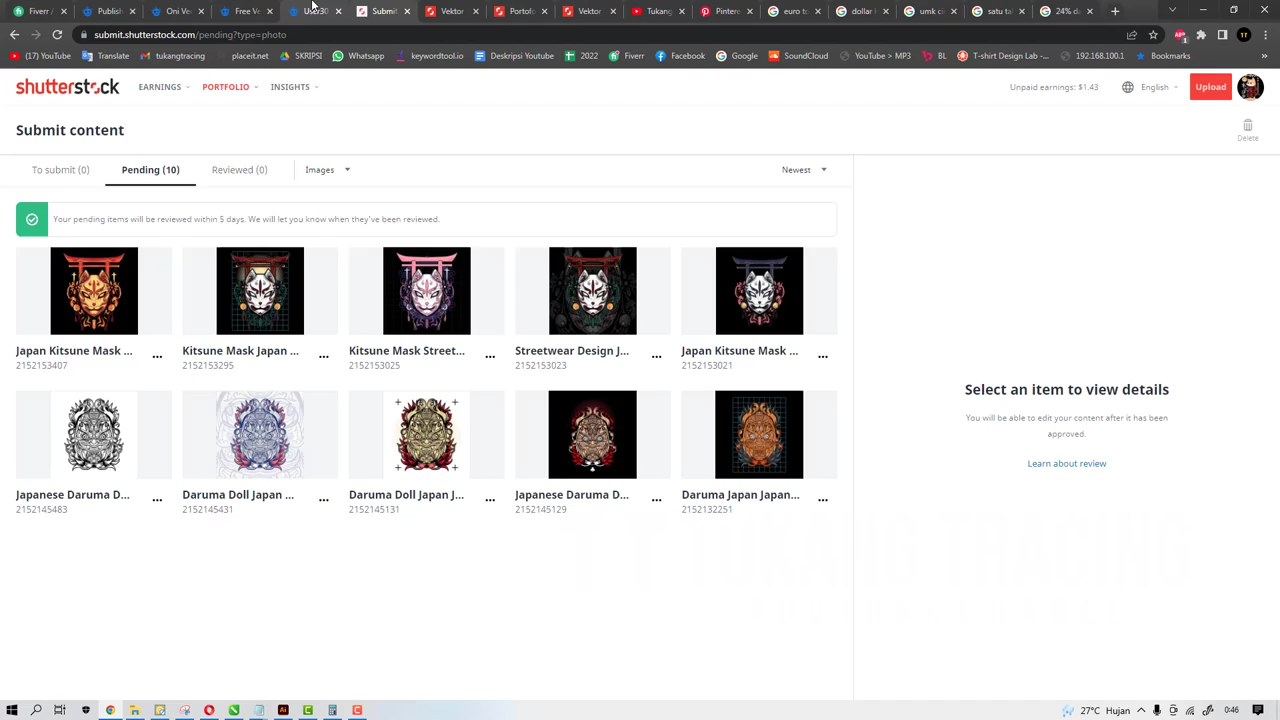 Fiverr /
Publish
Oni Ve
Free V
Submi
Vektor
Portofo
Vektor
Tukang
Pintere
euro to
dollar k
umk c
satu ta
24% d
submit.shutterstock.com/pending?type=photo
(17) YouTube
Translate
tukangtracing
placeit.net/
SKRIPSI
Whatsapp
keywordtool.io
Deskripsi Youtube
2022
Fiverr
Facebook
Google
SoundCloud
YouTube > MP3
BL
T-shirt Design Lab -...
192.168.100.1
Bookmarks
shutterstock
EARNINGS
PORTFOLIO
INSIGHTS
Unpaid earnings: $1.43
English
Upload
Submit content
Delete
To submit (0)
Pending (10)
Reviewed (0)
Images
Newest
Your pending items will be reviewed within 5 days. We will let you know when they've been reviewed.
Japan Kitsune Mask ...
Kitsune Mask Japan ...
Kitsune Mask Street...
Streetwear Design J...
Japan Kitsune Mask ...
2152153407
2152153295
2152153025
2152153023
2152153021
Japanese Daruma D...
Daruma Doll Japan ...
Daruma Doll Japan J...
Japanese Daruma D...
Daruma Japan Japan...
2152145483
2152145431
2152145131
2152145129
2152132251
Select an item to view details
You will be able to edit your content after it has been
approved.
Learn about review
27°C Hujan
0:46